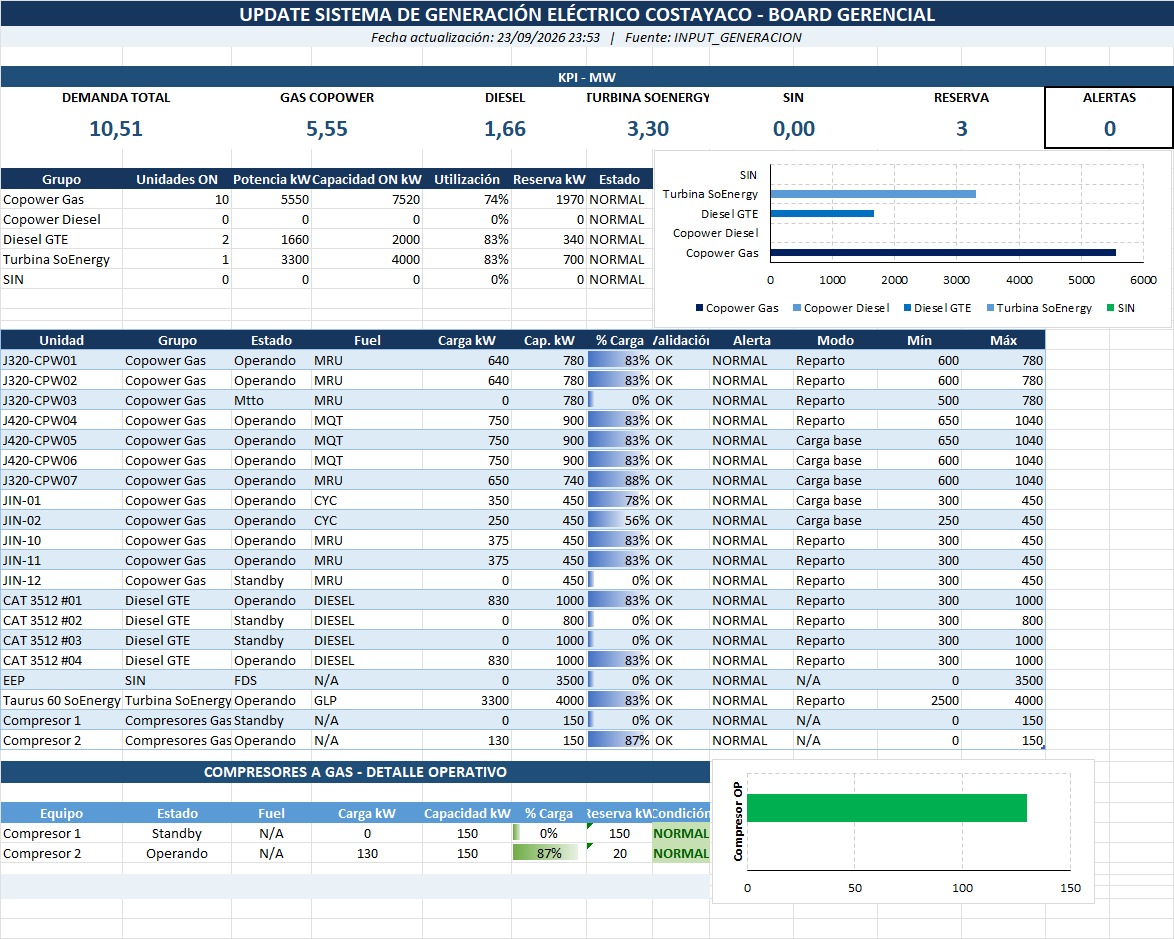 UPDATE SISTEMA DE GENERACIÓN ELÉCTRICO COSTAYACO - BOARD GERENCIAL
Fecha actualización: 23/09/2026 23:53 | Fuente: INPUT_GENERACION
KPI - MW
DEMANDA TOTAL GAS COPOWER DIESEL TURBINA SOENERGY SIN RESERVA ALERTAS
10,51 5,55 1,66 3,30 0,00 3 0
Grupo Unidades ON Potencia kW Capacidad ON kW Utilización Reserva kW Estado
Copower Gas 10 5550 7520 74% 1970 NORMAL
Copower Diesel 0 0 0 0% 0 NORMAL
Diesel GTE 2 1660 2000 83% 340 NORMAL
Turbina SoEnergy 1 3300 4000 83% 700 NORMAL
SIN 0 0 0 0% 0 NORMAL
SIN
Turbina SoEnergy
Diesel GTE
Copower Diesel
Copower Gas
0 1000 2000 3000 4000 5000 6000
Copower Gas Copower Diesel Diesel GTE Turbina SoEnergy SIN
Unidad Grupo Estado Fuel Carga kW Cap. kW % Carga Validación Alerta Modo Mín Máx
J320-CPW01 Copower Gas Operando MRU 640 780 83% OK NORMAL Reparto 600 780
J320-CPW02 Copower Gas Operando MRU 640 780 83% OK NORMAL Reparto 600 780
J320-CPW03 Copower Gas Mtto MRU 0 780 0% OK NORMAL Reparto 500 780
J420-CPW04 Copower Gas Operando MQT 750 900 83% OK NORMAL Reparto 650 1040
J420-CPW05 Copower Gas Operando MQT 750 900 83% OK NORMAL Carga base 650 1040
J420-CPW06 Copower Gas Operando MQT 750 900 83% OK NORMAL Carga base 600 1040
J320-CPW07 Copower Gas Operando MRU 650 740 88% OK NORMAL Carga base 600 1040
JIN-01 Copower Gas Operando CYC 350 450 78% OK NORMAL Carga base 300 450
JIN-02 Copower Gas Operando CYC 250 450 56% OK NORMAL Carga base 250 450
JIN-10 Copower Gas Operando MRU 375 450 83% OK NORMAL Reparto 300 450
JIN-11 Copower Gas Operando MRU 375 450 83% OK NORMAL Reparto 300 450
JIN-12 Copower Gas Standby MRU 0 450 0% OK NORMAL Reparto 300 450
CAT 3512 #01 Diesel GTE Operando DIESEL 830 1000 83% OK NORMAL Reparto 300 1000
CAT 3512 #02 Diesel GTE Standby DIESEL 0 800 0% OK NORMAL Reparto 300 800
CAT 3512 #03 Diesel GTE Standby DIESEL 0 1000 0% OK NORMAL Reparto 300 1000
CAT 3512 #04 Diesel GTE Operando DIESEL 830 1000 83% OK NORMAL Reparto 300 1000
EEP SIN FDS N/A 0 3500 0% OK NORMAL N/A 0 3500
Taurus 60 SoEnergy Turbina SoEnergy Operando GLP 3300 4000 83% OK NORMAL Reparto 2500 4000
Compresor 1 Compresores Gas Standby N/A 0 150 0% OK NORMAL N/A 0 150
Compresor 2 Compresores Gas Operando N/A 130 150 87% OK NORMAL N/A 0 150
COMPRESORES A GAS - DETALLE OPERATIVO
Equipo Estado Fuel Carga kW Capacidad kW % Carga Reserva kW Condición
Compresor 1 Standby N/A 0 150 0% 150 NORMAL
Compresor 2 Operando N/A 130 150 87% 20 NORMAL
Compresor OP
0 50 100 150